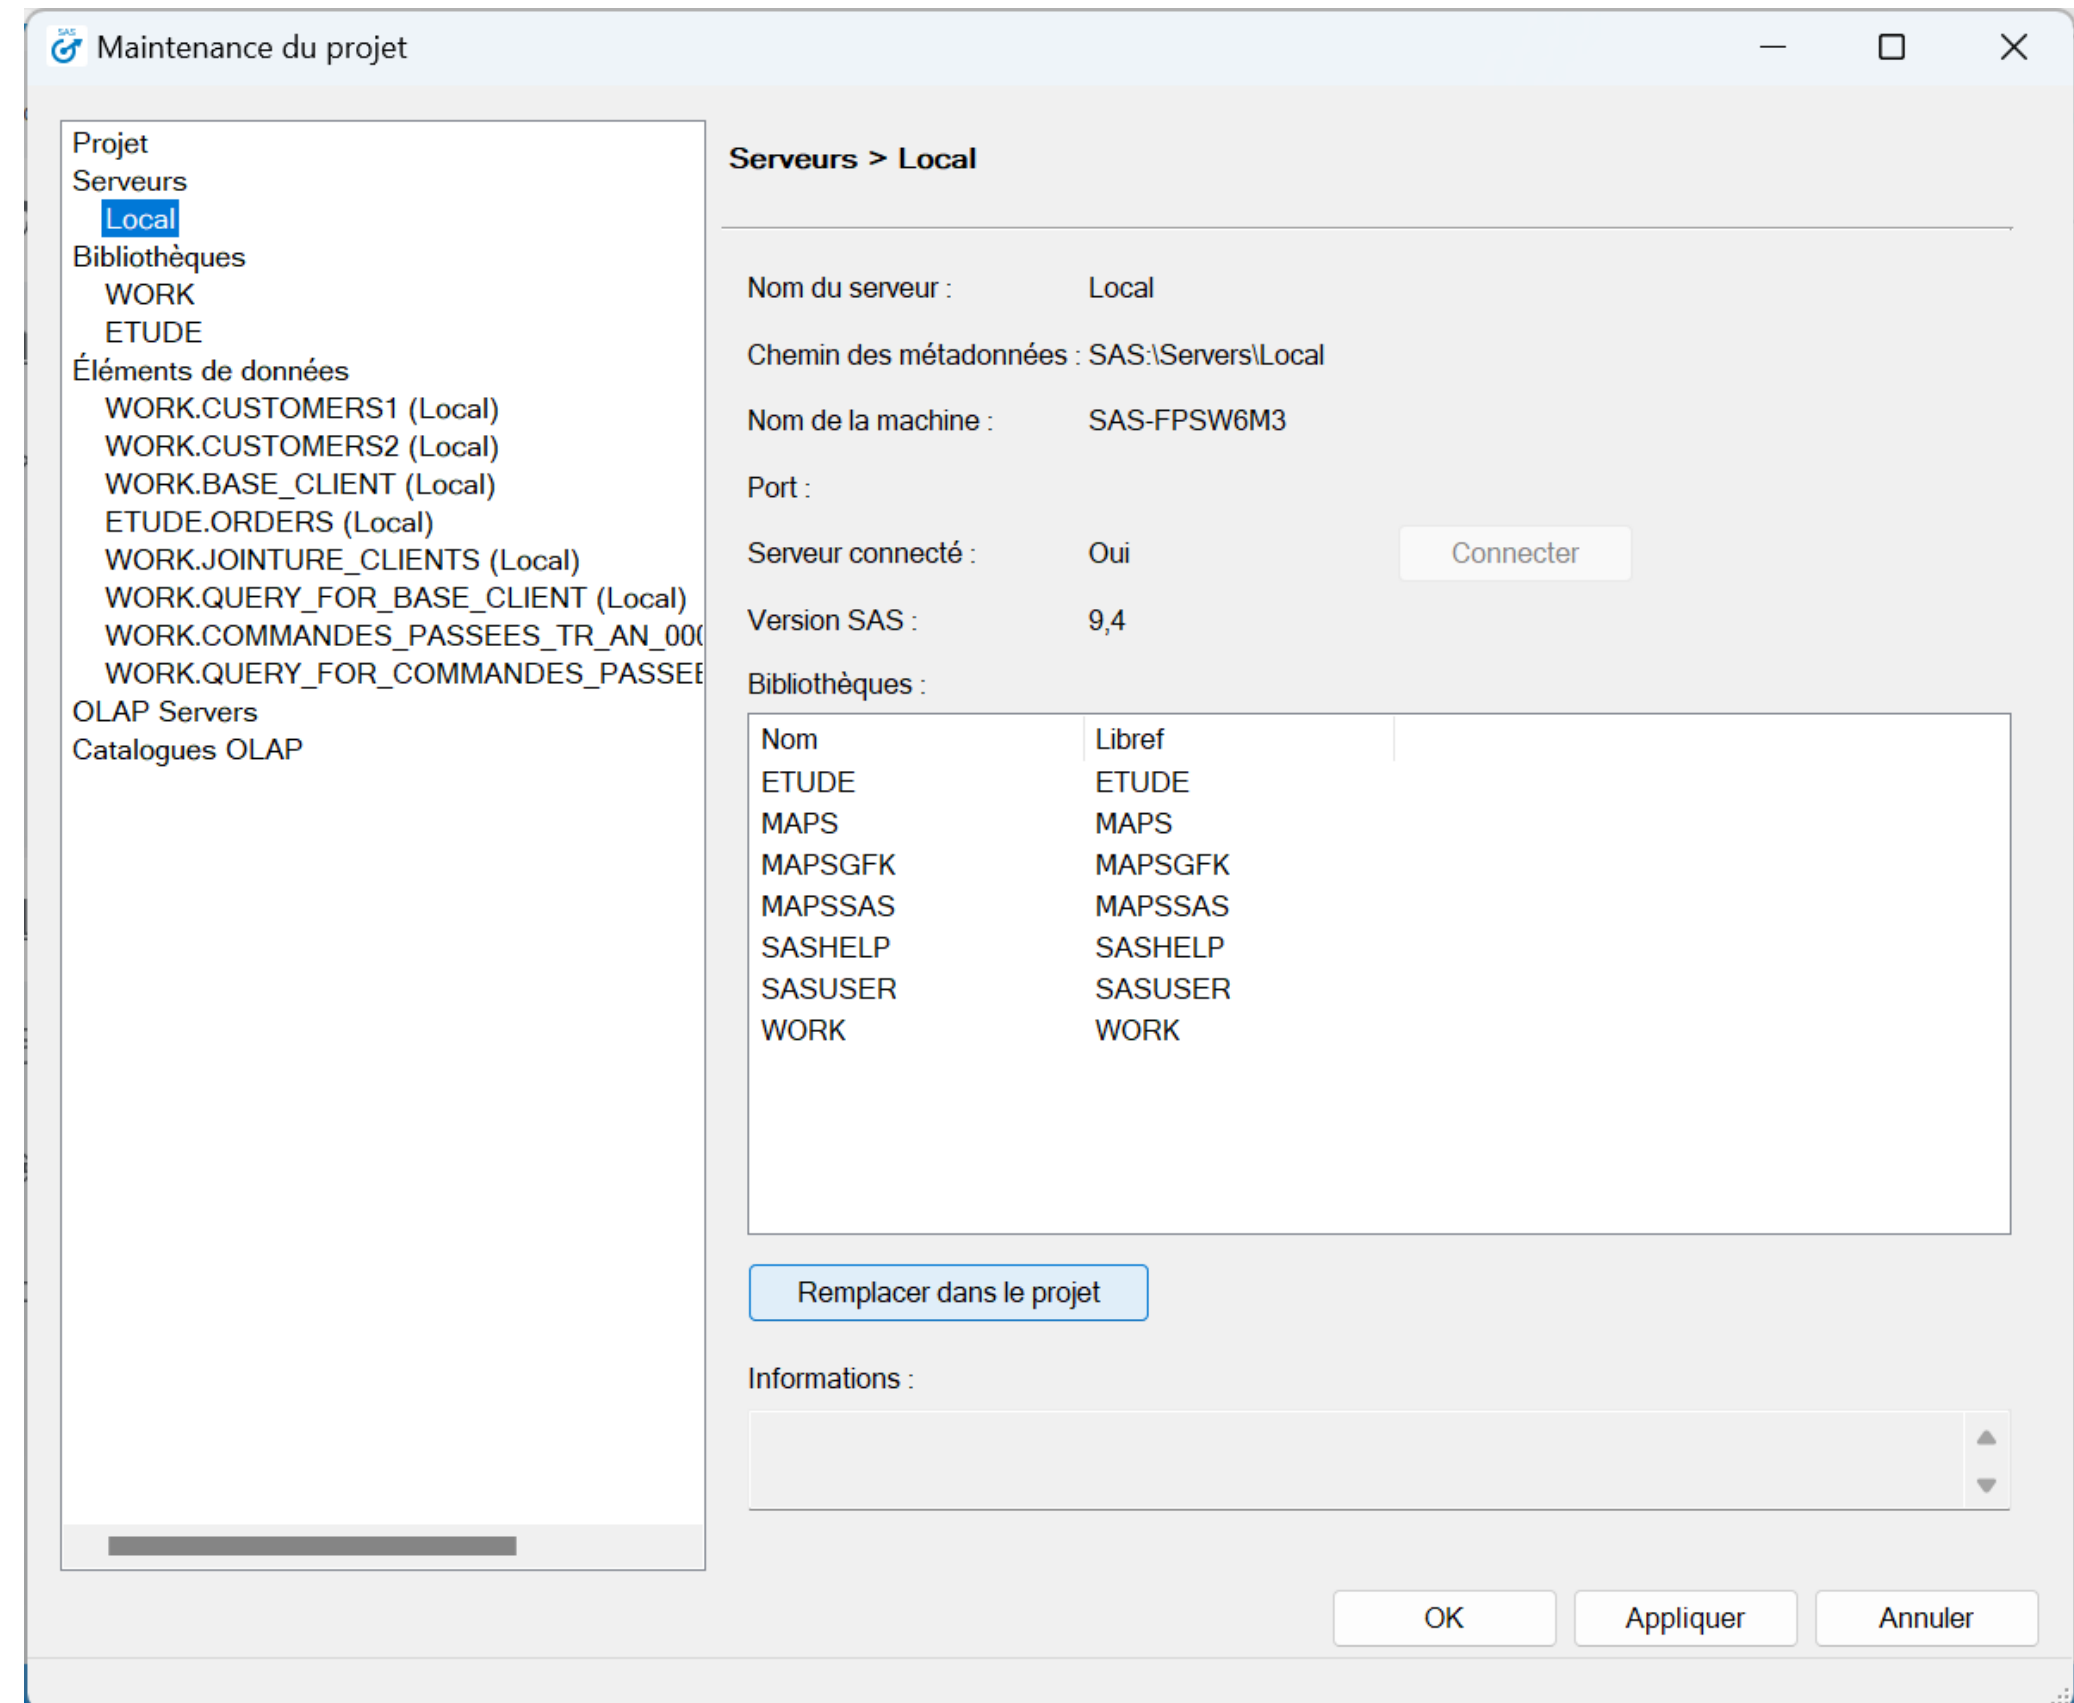 SAS
Maintenance du projet
Projet
Serveurs
Local
Bibliothèques
WORK
ETUDE
Éléments de données
WORK.CUSTOMERS1 (Local)
WORK.CUSTOMERS2 (Local)
WORK.BASE_CLIENT (Local)
ETUDE.ORDERS (Local)
WORK.JOINTURE_CLIENTS (Local)
WORK.QUERY_FOR_BASE_CLIENT (Local)
WORK.COMMANDES_PASSEES_TR_AN_000
WORK.QUERY_FOR_COMMANDES_PASSEE
OLAP Servers
Catalogues OLAP
Serveurs > Local
Nom du serveur : Local
Chemin des métadonnées : SAS:\Servers\Local
Nom de la machine : SAS-FPSW6M3
Port :
Serveur connecté : Oui Connecter
Version SAS : 9,4
Bibliothèques :
Nom Libref
ETUDE ETUDE
MAPS MAPS
MAPSGFK MAPSGFK
MAPSSAS MAPSSAS
SASHELP SASHELP
SASUSER SASUSER
WORK WORK
Remplacer dans le projet
Informations :
OK Appliquer Annuler